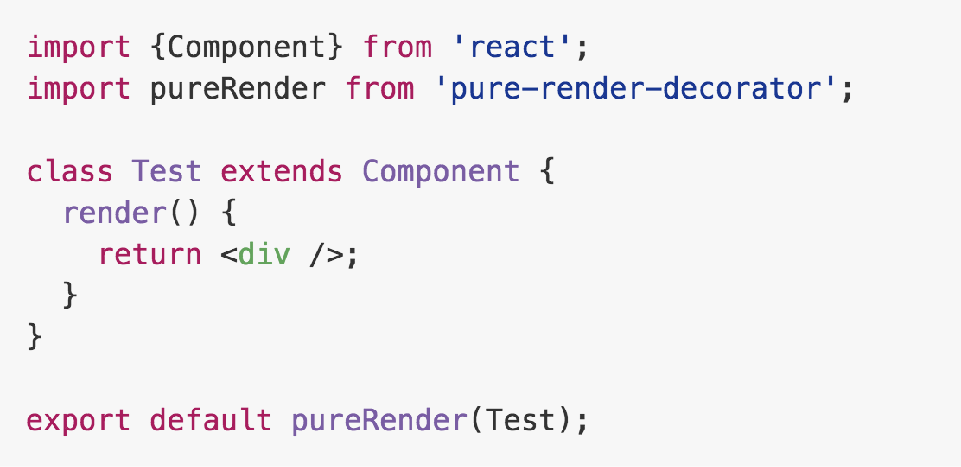 import {Component} from 'react';
import pureRender from 'pure-render-decorator';

class Test extends Component {
  render() {
    return <div />;
  }
}

export default pureRender(Test);